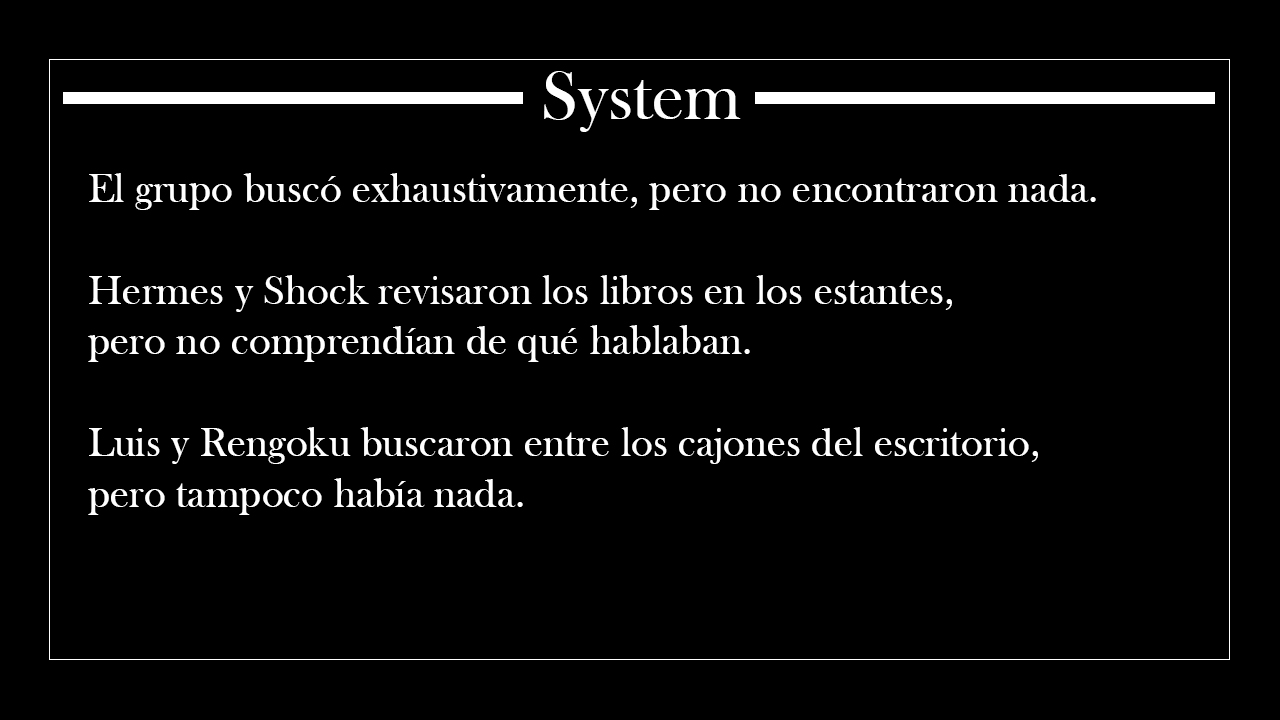 System
El grupo buscó exhaustivamente, pero no encontraron nada.
Hermes y Shock revisaron los libros en los estantes,
pero no comprendían de qué hablaban.
Luis y Rengoku buscaron entre los cajones del escritorio,
pero tampoco había nada.